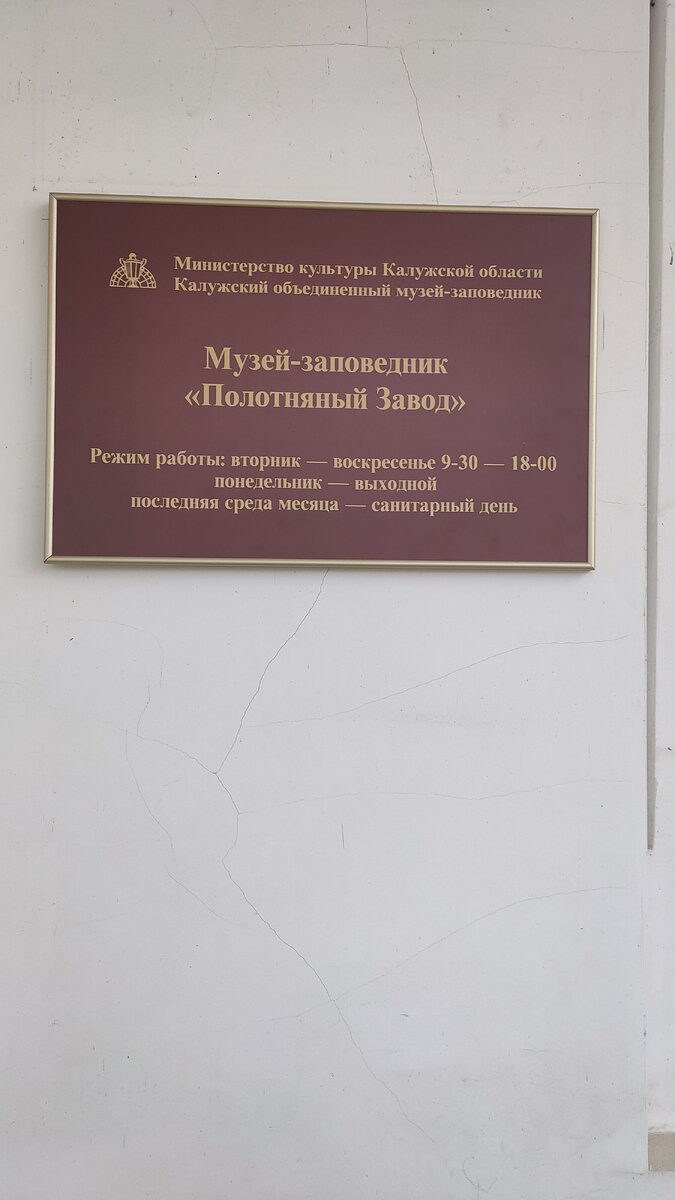 Министерство культуры Калужской области
Калужский объединенный музей-заповедник
Музей-заповедник
«Полотняный Завод»
Режим работы: вторник — воскресенье 9-30 — 18-00
понедельник — выходной
последняя среда месяца — санитарный день